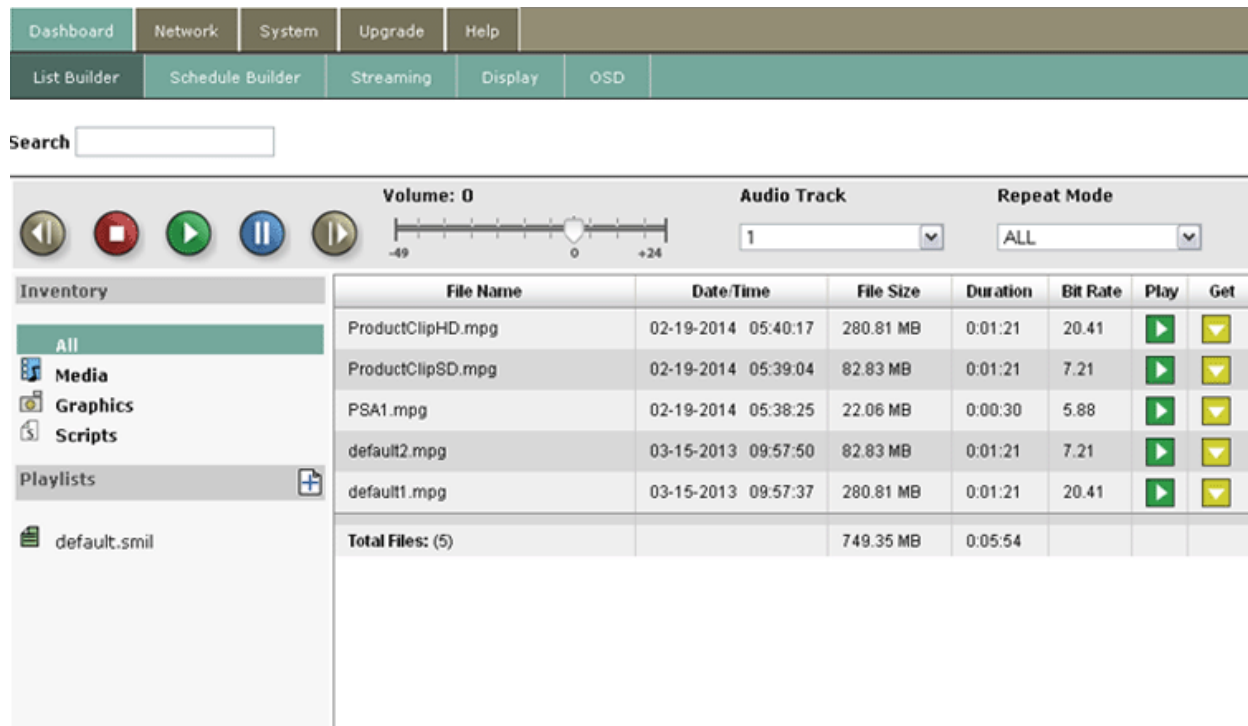 Dashboard Network System Upgrade Help
List Builder Schedule Builder Streaming Display OSD
Search
Volume: 0 Audio Track Repeat Mode
1 ALL
-49 0 +24
Inventory
All
Media
Graphics
Scripts
Playlists
default.smil
File Name Date/Time File Size Duration Bit Rate Play Get
ProductClipHD.mpg 02-19-2014 05:40:17 280.81 MB 0:01:21 20.41
ProductClipSD.mpg 02-19-2014 05:39:04 82.83 MB 0:01:21 7.21
PSA1.mpg 02-19-2014 05:38:25 22.06 MB 0:00:30 5.88
default2.mpg 03-15-2013 09:57:50 82.83 MB 0:01:21 7.21
default1.mpg 03-15-2013 09:57:37 280.81 MB 0:01:21 20.41
Total Files: (5) 749.35 MB 0:05:54